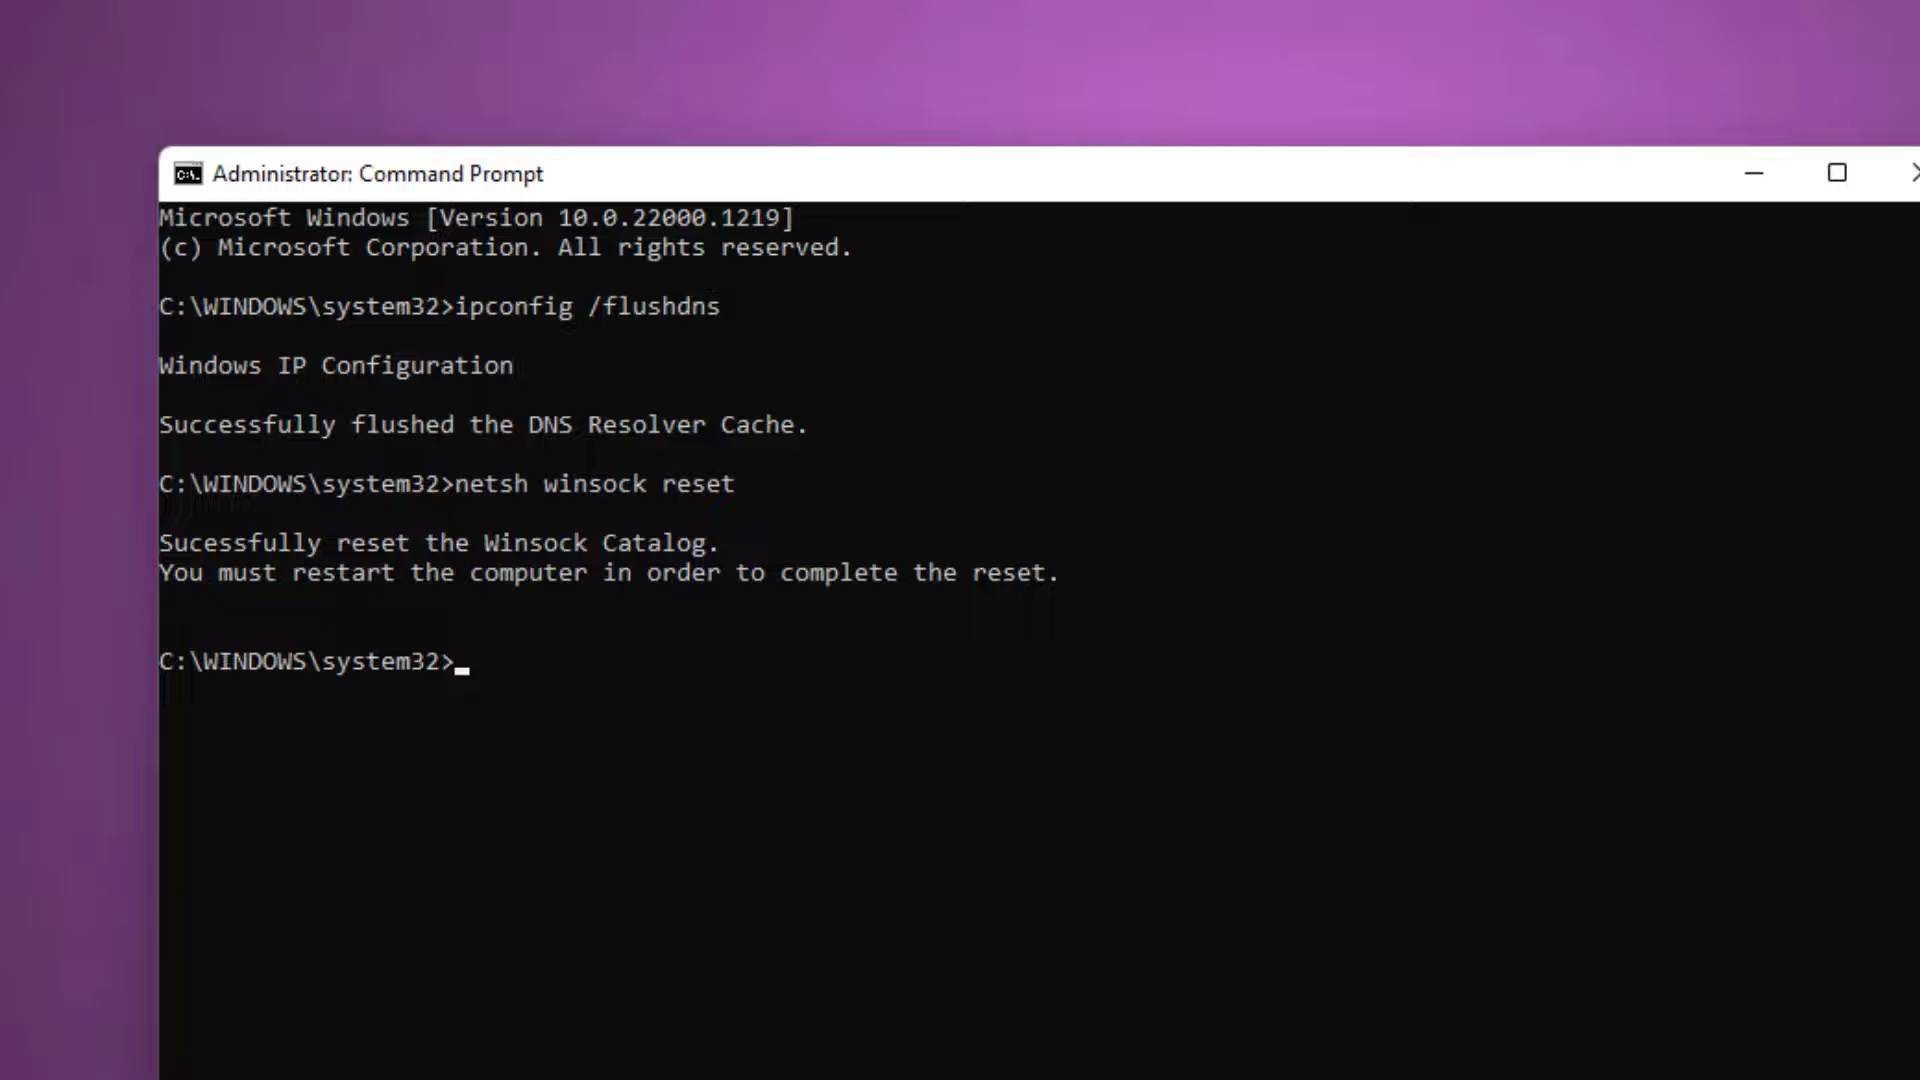 Administrator: Command Prompt
Microsoft Windows [Version 10.0.22000.1219]
(c) Microsoft Corporation. All rights reserved.
C:\WINDOWS\system32>ipconfig /flushdns
Windows IP Configuration
Successfully flushed the DNS Resolver Cache.
C:\WINDOWS\system32>netsh winsock reset
Sucessfully reset the Winsock Catalog.
You must restart the computer in order to complete the reset.
C:\WINDOWS\system32>